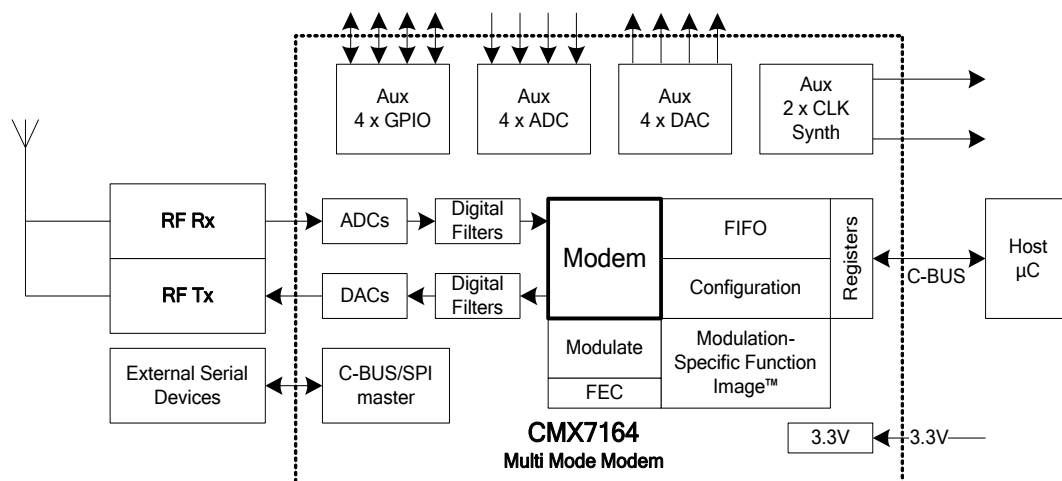 Aux
4 x GPIO
Aux
4 x ADC
Aux
4 x DAC
Aux
2 x CLK
Synth
RF Rx
ADCs
Digital
Filters
Modem
FIFO
Registers
C-BUS
Host
µC
RF Tx
DACs
Digital
Filters
Configuration
External Serial
Devices
C-BUS/SPI
master
Modulate
FEC
Modulation-
Specific Function
Image™
CMX7164
Multi Mode Modem
3.3V
3.3V